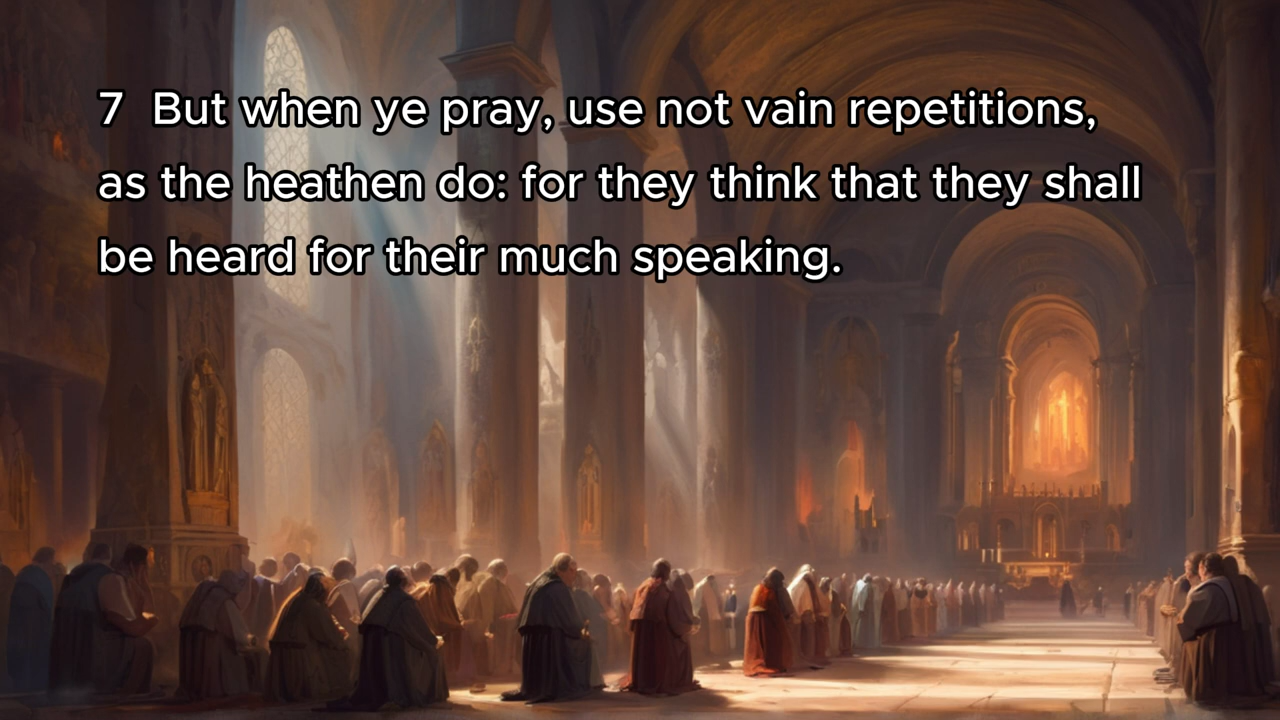 7 But when ye pray, use not vain repetitions,
as the heathen do: for they think that they shall
be heard for their much speaking.